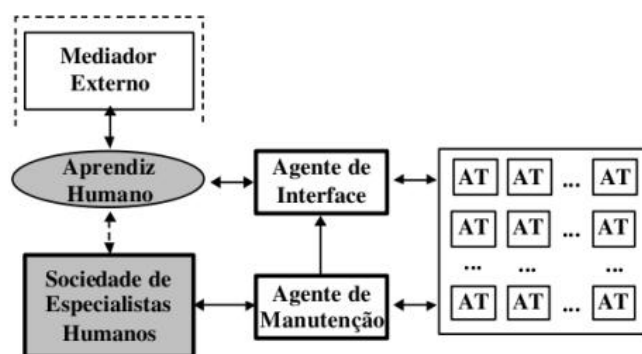 Mediador
Externo
Aprendiz
Humano
Agente de
Interface
Sociedade de
Especialistas
Humanos
Agente de
Manutenção
AT AT ... AT
AT AT ... AT
... ... ...
AT AT ... AT